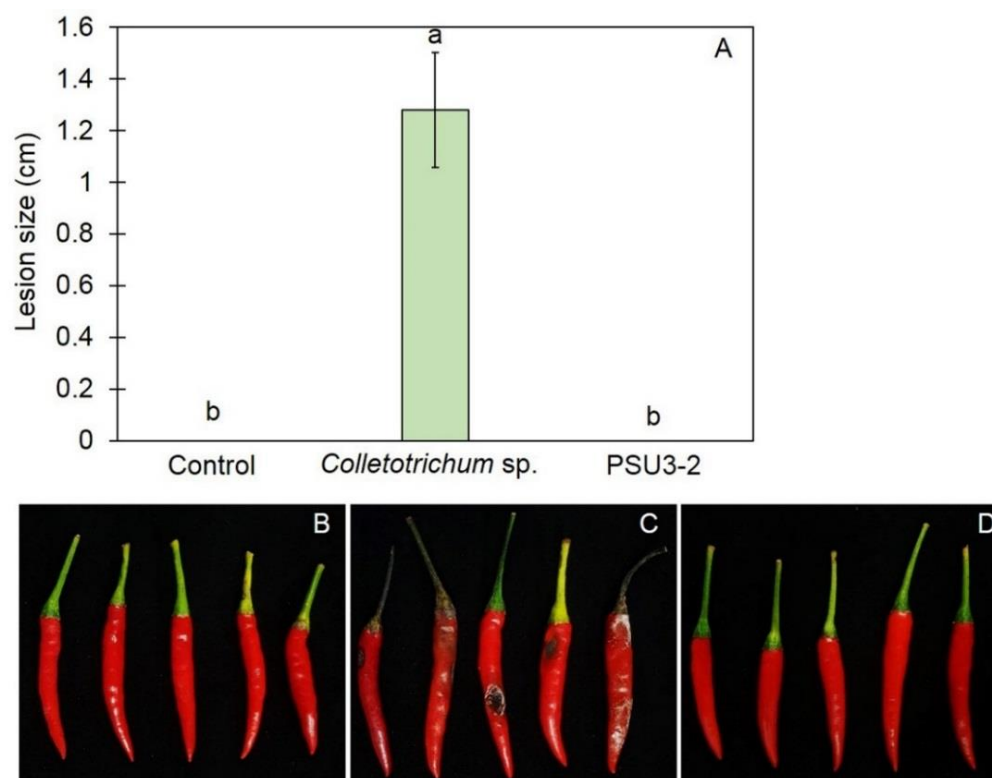 A
1.6
1.4
1.2
1
0.8
0.6
0.4
0.2
0
Lesion size (cm)
b
a
b
Control
Colletotrichum sp.
PSU3-2
B
C
D